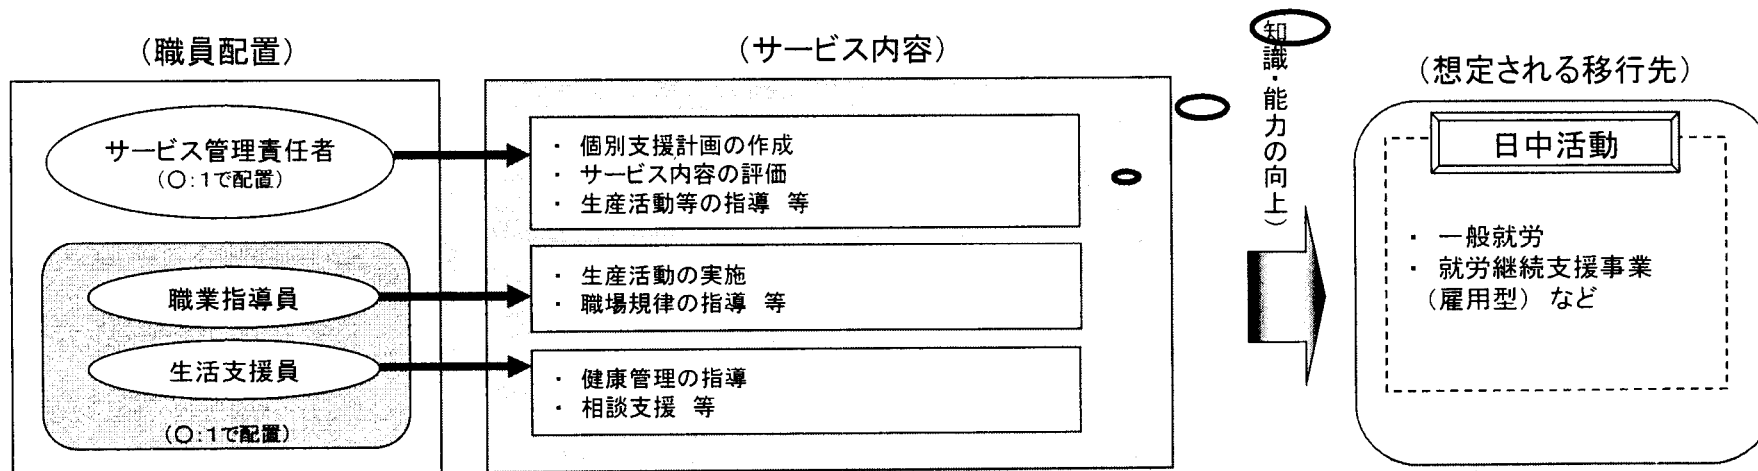 （職員配置）
サービス管理責任者
（○：１で配置）
職業指導員
生活支援員
（○：１で配置）
（サービス内容）
・ 個別支援計画の作成
・ サービス内容の評価
・ 生産活動等の指導 等
・ 生産活動の実施
・ 職場規律の指導 等
・ 健康管理の指導
・ 相談支援 等
知識・能力の向上）
（想定される移行先）
日中活動
・ 一般就労
・ 就労継続支援事業
（雇用型） など